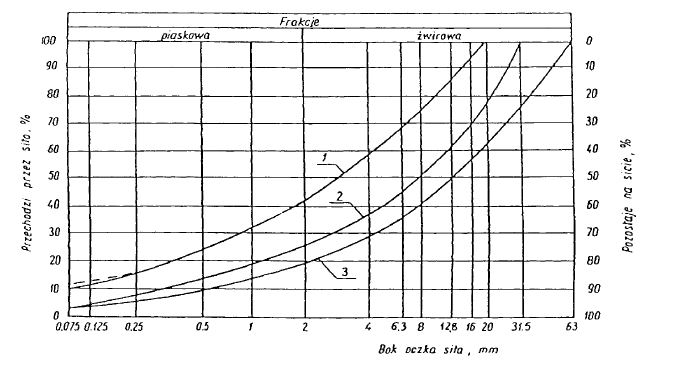 Frakcje
piaskowa żwirowa
100 0
90 10
80 20
70 30
60 40
50 50
40 60
30 70
20 80
10 90
0 100
Przechodzi przez sito, %
Pozostaje na sicie, %
1
2
3
0.075 0.125 0.25 0.5 1 2 4 6,3 8 12,8 16 20 31.5 63
Bok oczka sita, mm